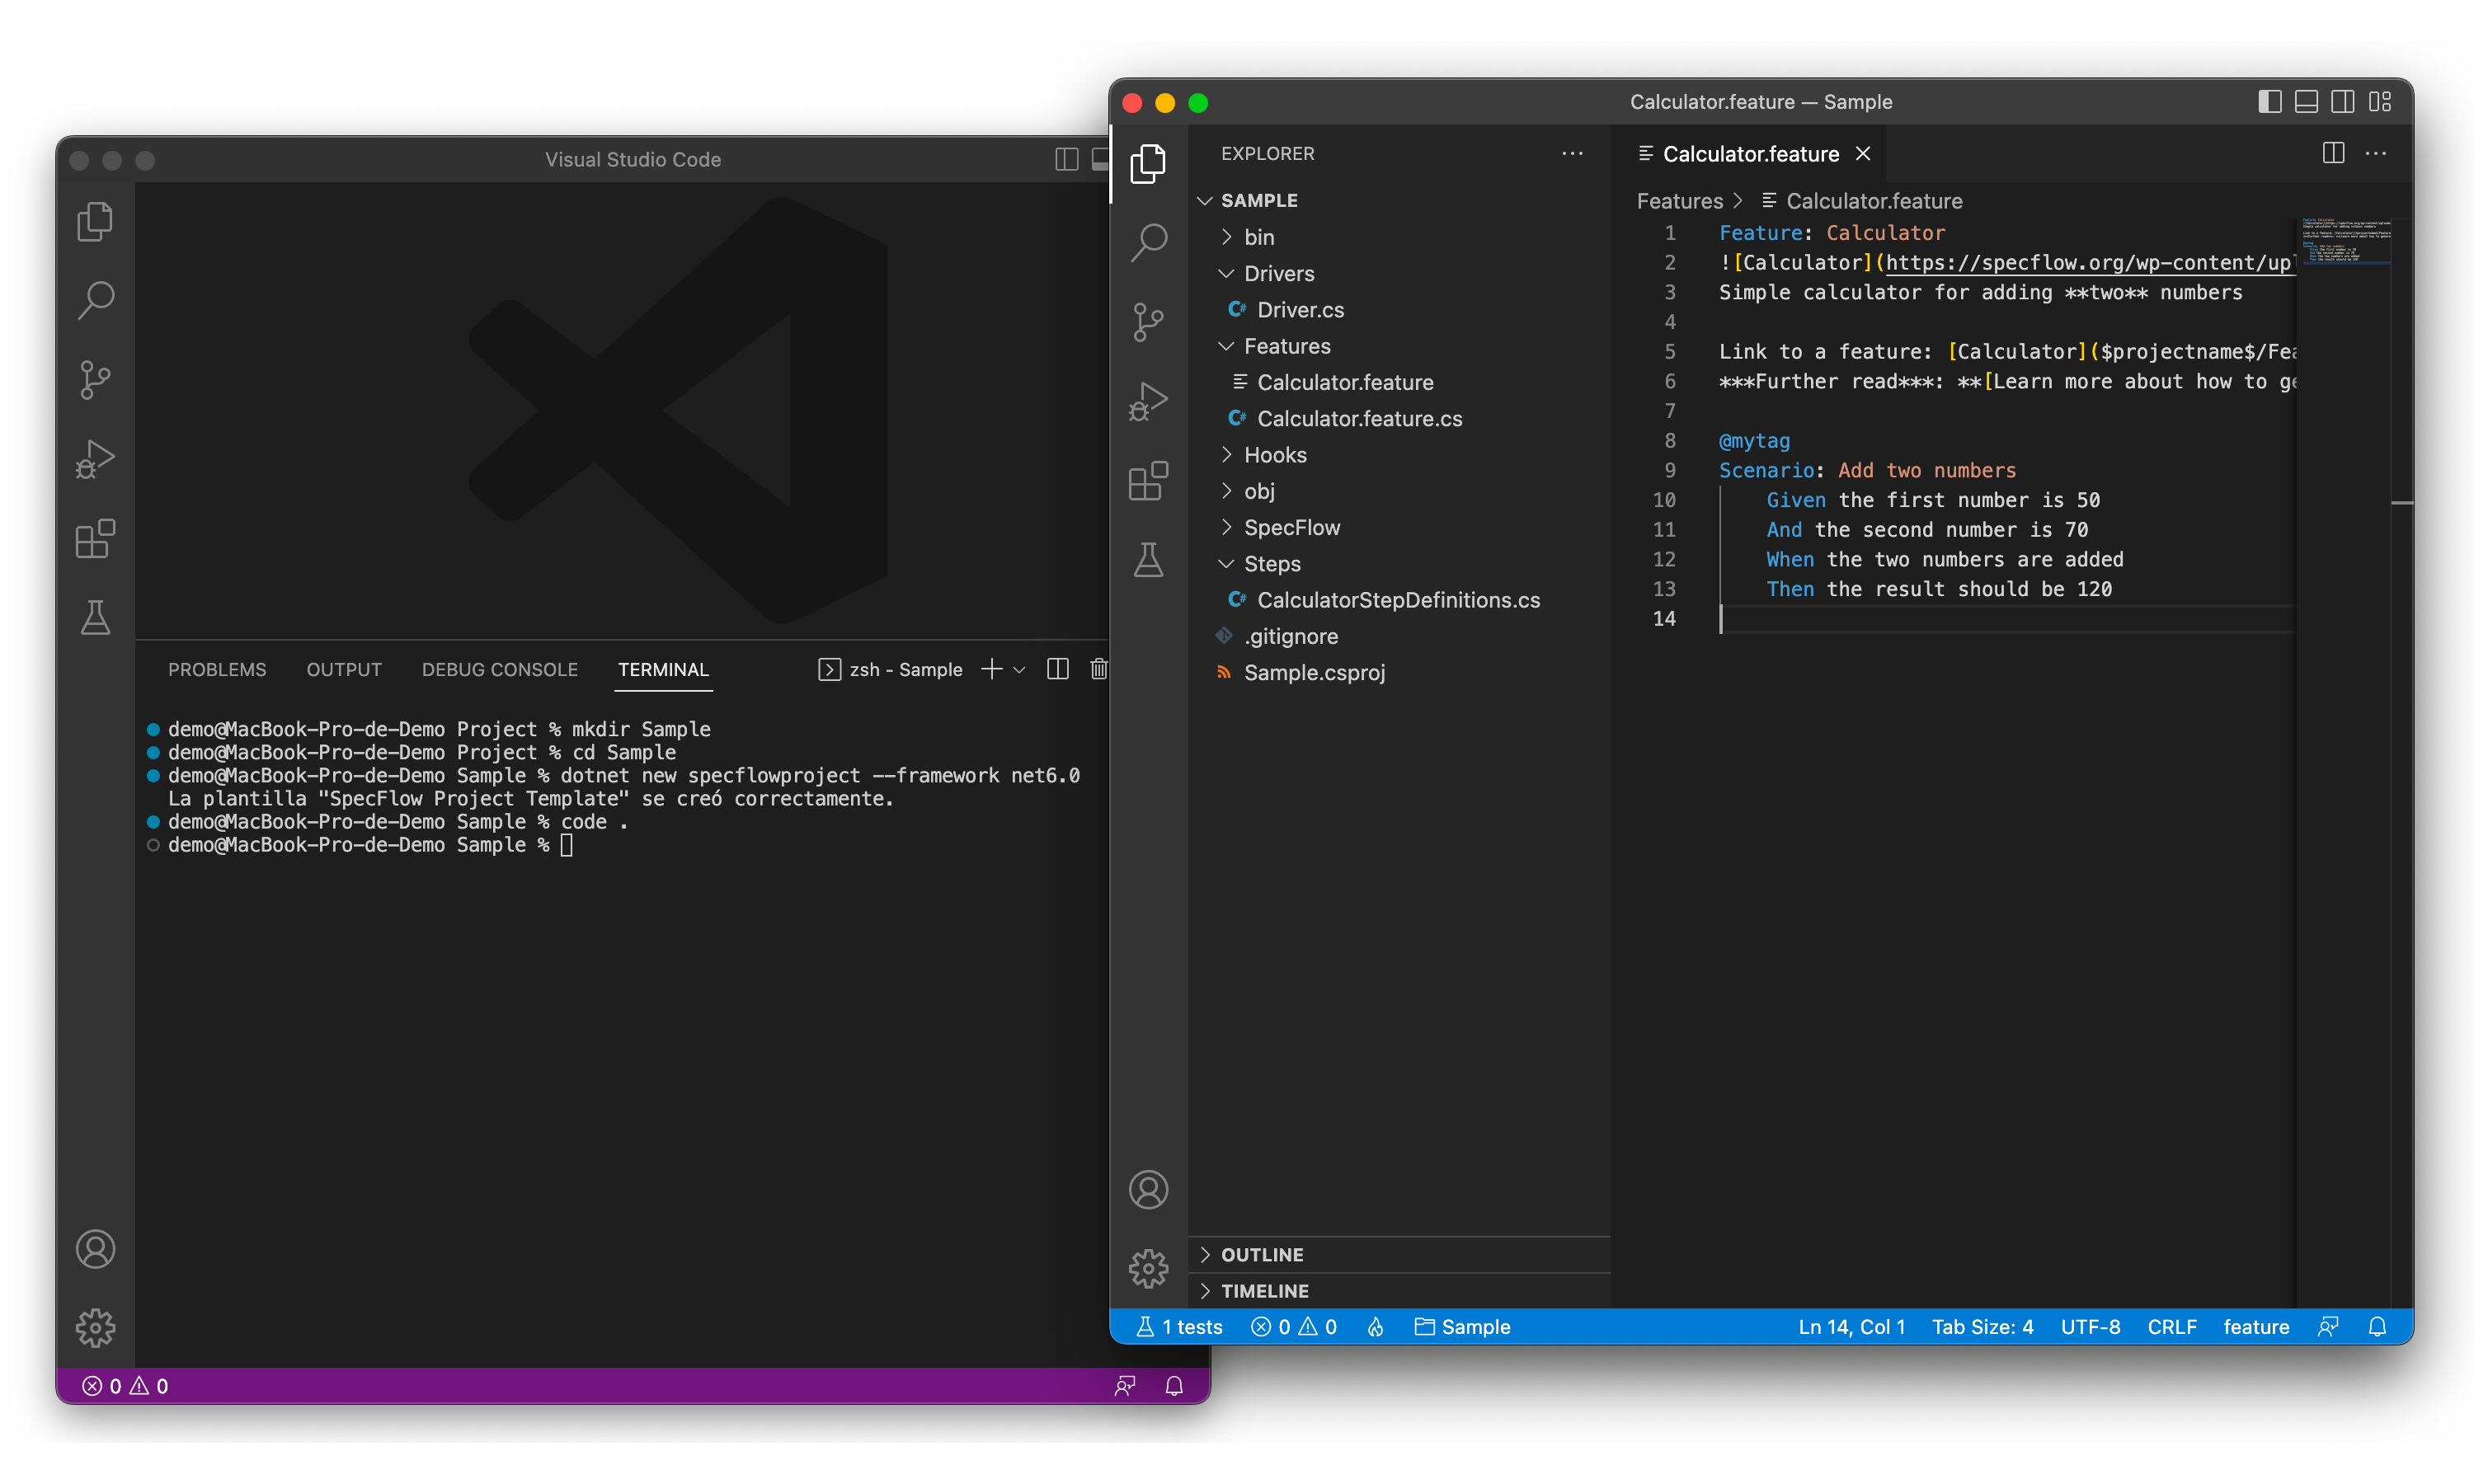 Visual Studio Code
PROBLEMS OUTPUT DEBUG CONSOLE TERMINAL zsh - Sample
demo@MacBook-Pro-de-Demo Project % mkdir Sample
demo@MacBook-Pro-de-Demo Project % cd Sample
demo@MacBook-Pro-de-Demo Sample % dotnet new specflowproject --framework net6.0
La plantilla "SpecFlow Project Template" se creó correctamente.
demo@MacBook-Pro-de-Demo Sample % code .
demo@MacBook-Pro-de-Demo Sample %
0 0
Calculator.feature — Sample
EXPLORER
SAMPLE
bin
Drivers
C# Driver.cs
Features
Calculator.feature
C# Calculator.feature.cs
Hooks
obj
SpecFlow
Steps
C# CalculatorStepDefinitions.cs
.gitignore
Sample.csproj
OUTLINE
TIMELINE
Calculator.feature
Features > Calculator.feature
1 Feature: Calculator
2 ![Calculator](https://specflow.org/wp-content/upl
3 Simple calculator for adding **two** numbers
4
5 Link to a feature: [Calculator]($projectname$/Fea
6 ***Further read***: **[Learn more about how to ge
7
8 @mytag
9 Scenario: Add two numbers
10 Given the first number is 50
11 And the second number is 70
12 When the two numbers are added
13 Then the result should be 120
14
1 tests 0 0 Sample Ln 14, Col 1 Tab Size: 4 UTF-8 CRLF feature